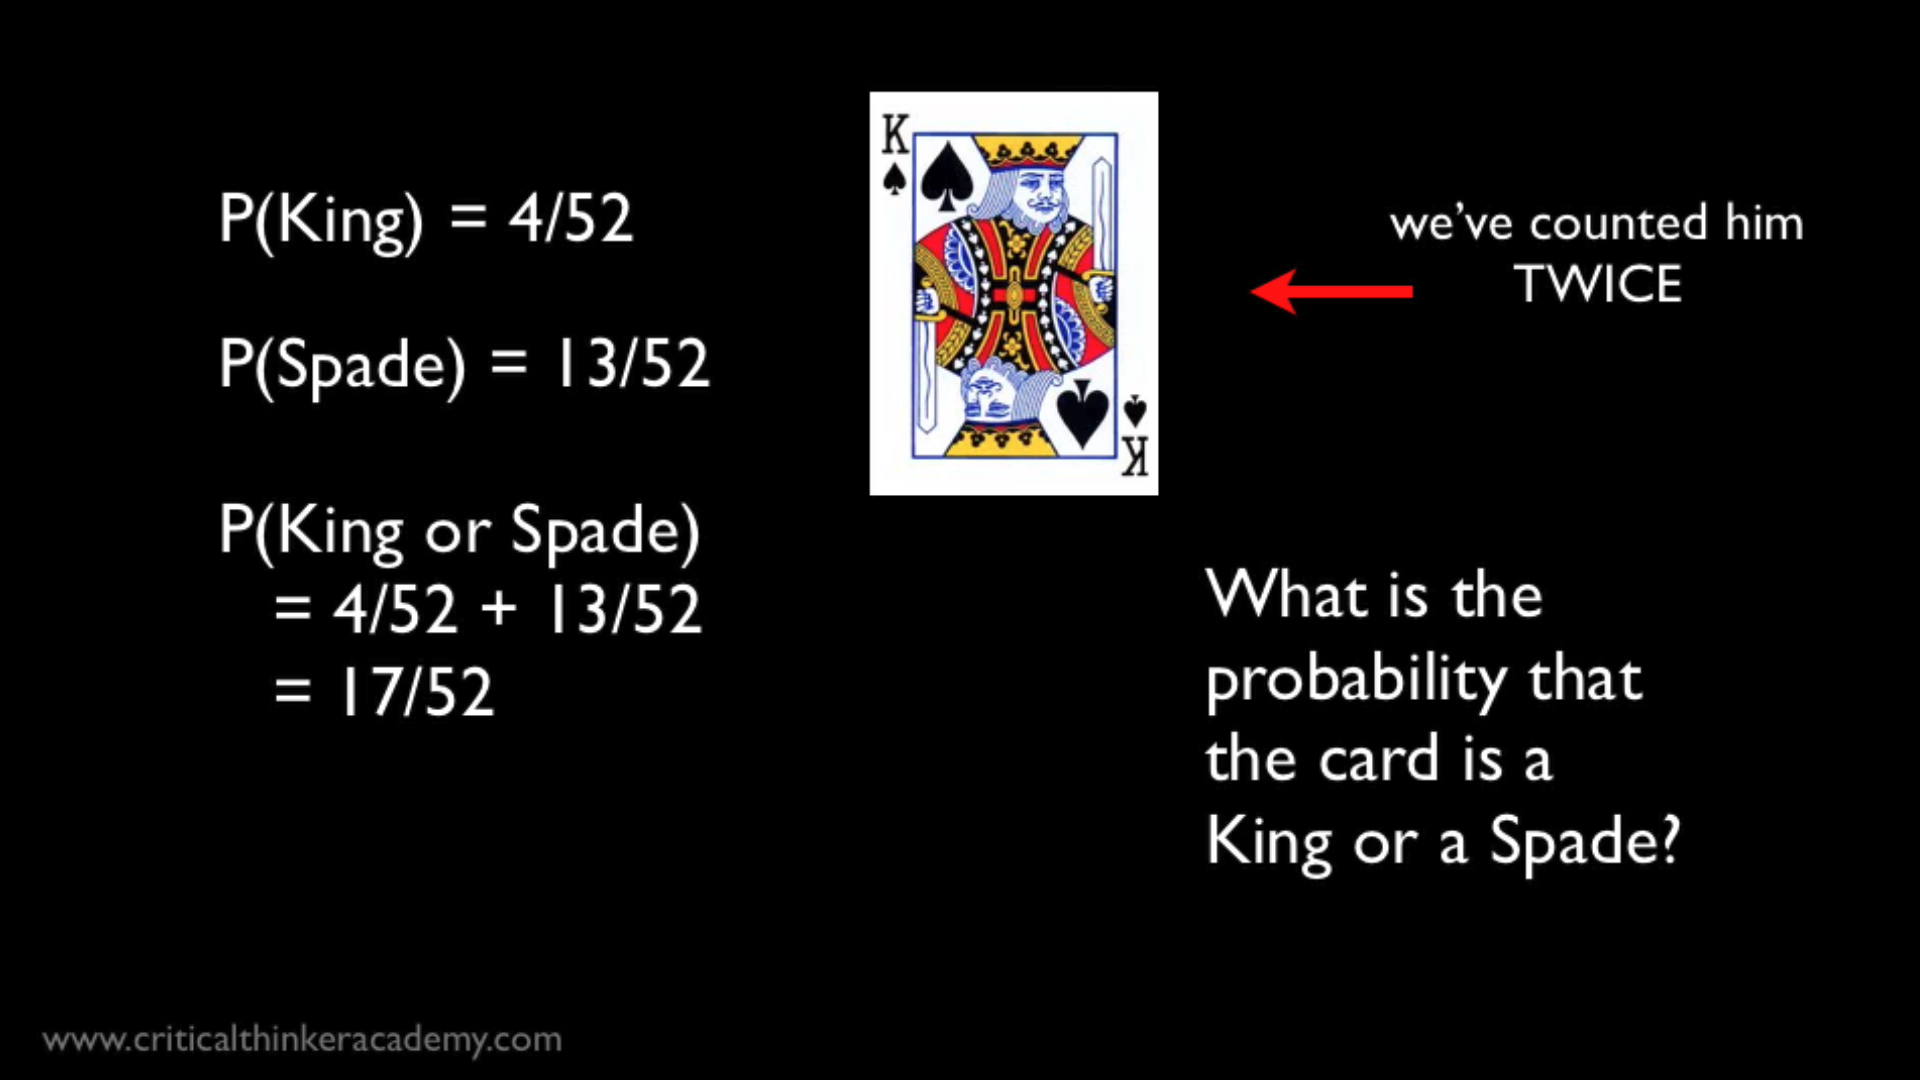 P(King) = 4/52
P(Spade) = 13/52
P(King or Spade)
= 4/52 + 13/52
= 17/52
K
K
we've counted him
TWICE
What is the
probability that
the card is a
King or a Spade?
www.criticalthinkeracademy.com